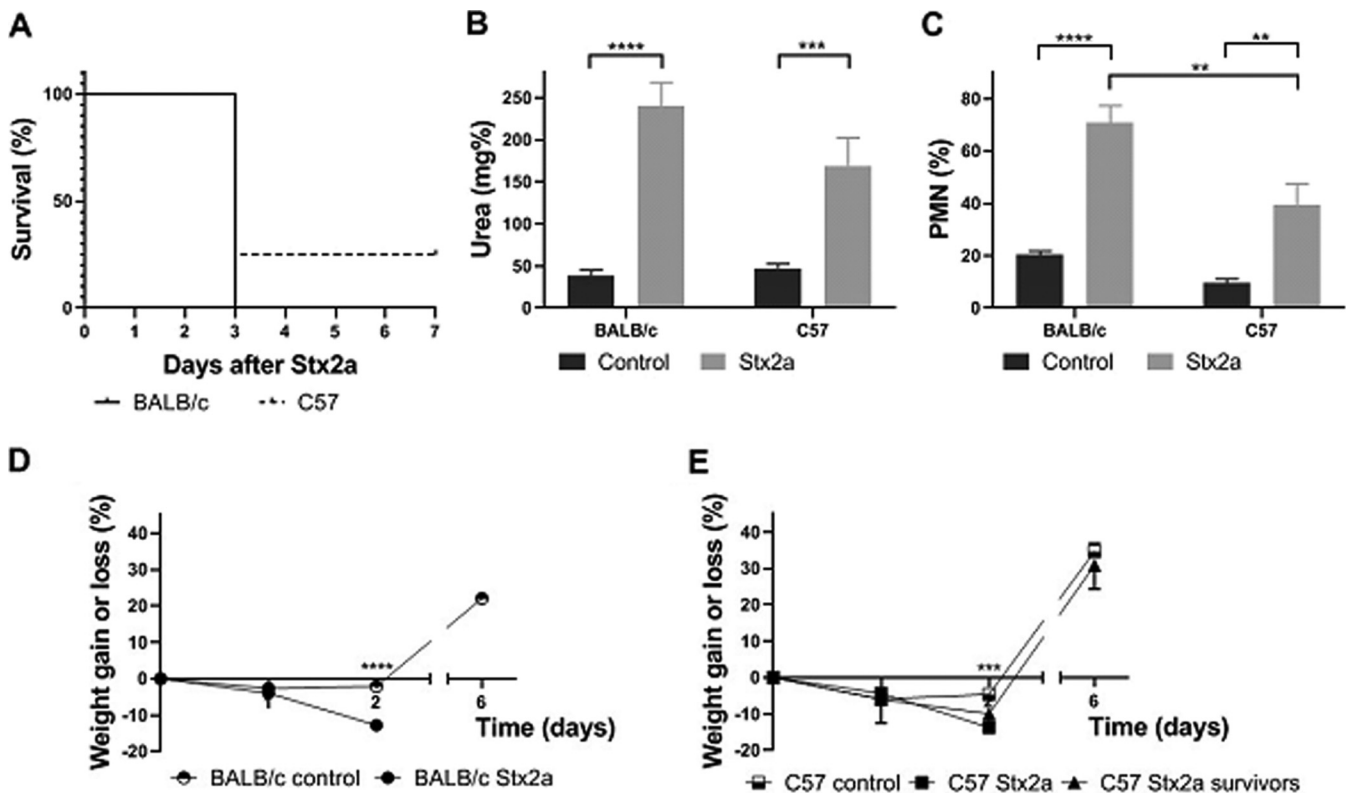 A
Survival (%)
100
50
0
0 1 2 3 4 5 6 7
Days after Stx2a
BALB/c C57
B
Urea (mg%)
**** ***
250
200
150
100
50
0
BALB/c C57
Control Stx2a
C
PMN (%)
**** **
**
80
60
40
20
0
BALB/c C57
Control Stx2a
D
Weight gain or loss (%)
40
30
20
10
0
-10
-20
****
2 6
Time (days)
BALB/c control BALB/c Stx2a
E
Weight gain or loss (%)
40
30
20
10
0
-10
-20
***
6
Time (days)
C57 control C57 Stx2a C57 Stx2a survivors